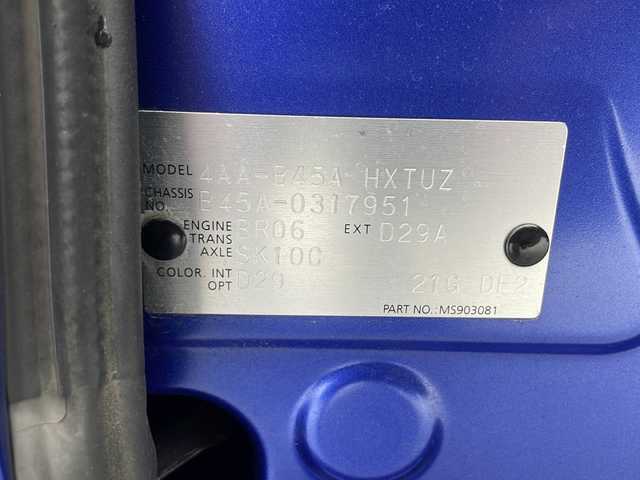 MODEL 4AA-B45A HXTUZ
CHASSIS NO. B45A-0317951
ENGINE BR06 EXT D29A
TRANS AXLE SK10C
COLOR. INT D29
OPT 21G DE2
PART NO.: MS903081